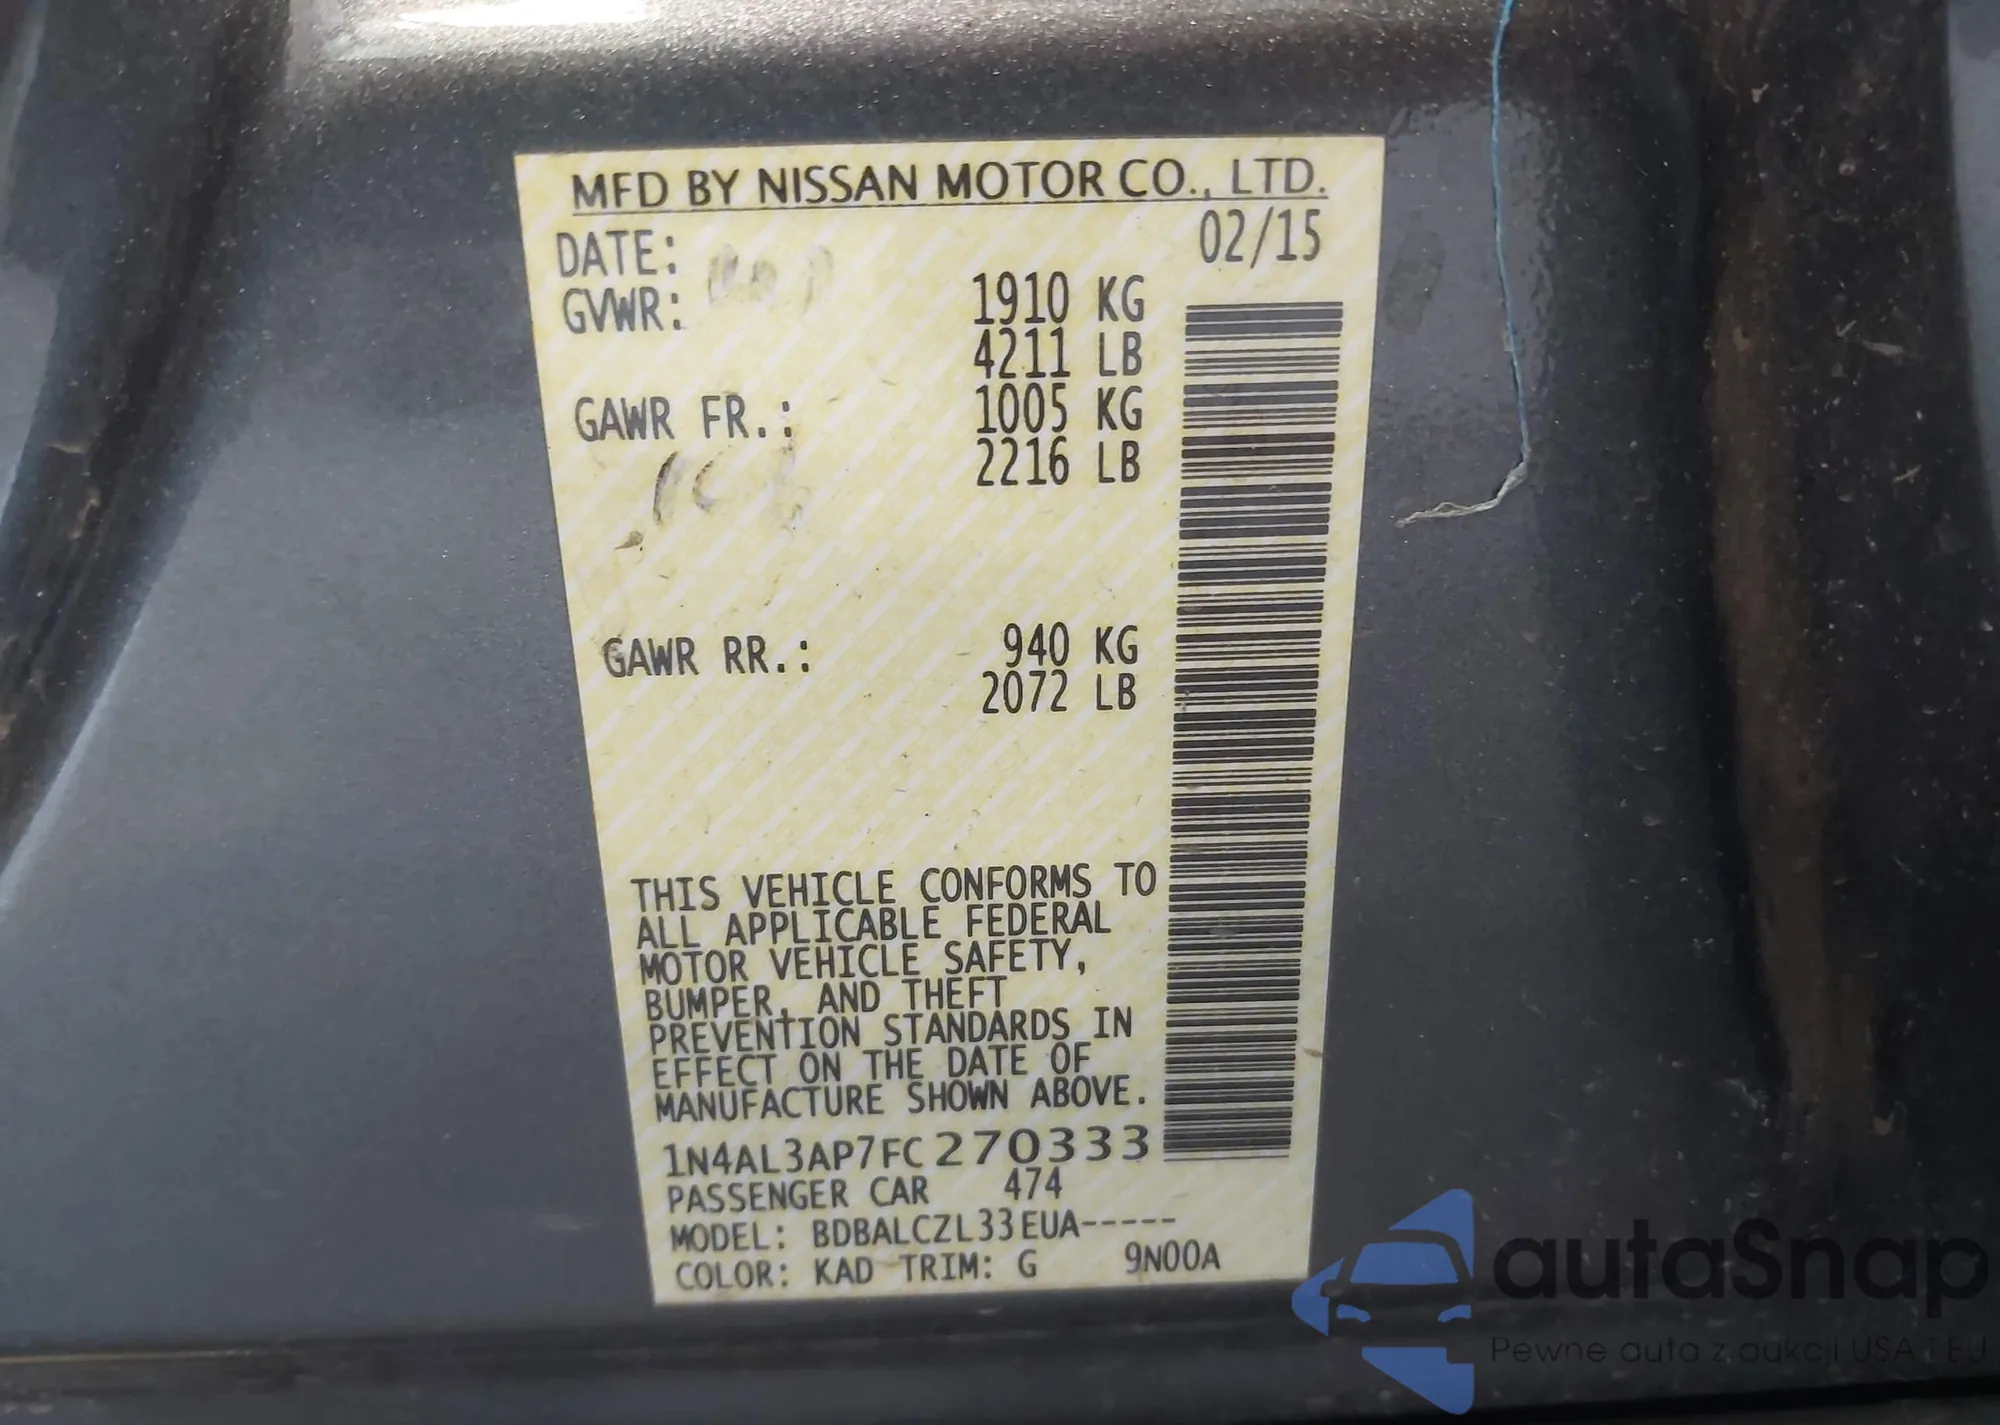 MFD BY NISSAN MOTOR CO., LTD.
DATE: 02/15
GVWR: 1910 KG
4211 LB
GAWR FR.: 1005 KG
2216 LB
GAWR RR.: 940 KG
2072 LB
THIS VEHICLE CONFORMS TO
ALL APPLICABLE FEDERAL
MOTOR VEHICLE SAFETY,
BUMPER, AND THEFT
PREVENTION STANDARDS IN
EFFECT ON THE DATE OF
MANUFACTURE SHOWN ABOVE.
1N4AL3AP7FC270333
PASSENGER CAR 474
MODEL: BDBALCZL33EUA-----
COLOR: KAD TRIM: G 9N00A
autaSnap
Pewne auta z aukcji USA i EU